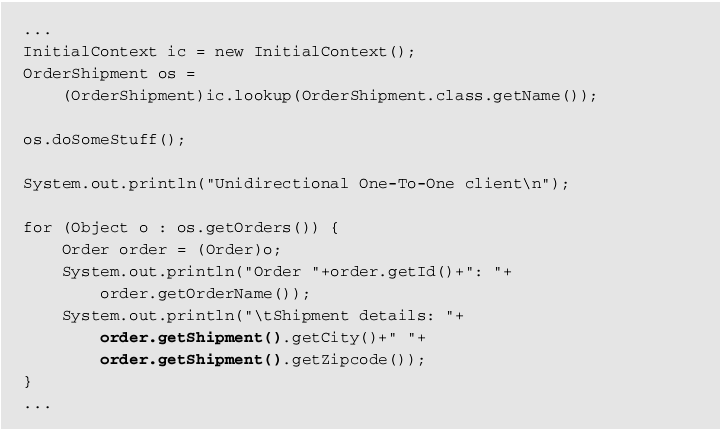 ...
InitialContext ic = new InitialContext();
OrderShipment os =
    (OrderShipment)ic.lookup(OrderShipment.class.getName());

os.doSomeStuff();

System.out.println("Unidirectional One-To-One client\n");

for (Object o : os.getOrders()) {
    Order order = (Order)o;
    System.out.println("Order "+order.getId()+": "+
        order.getOrderName());
    System.out.println("\tShipment details: "+
        order.getShipment().getCity()+" "+
        order.getShipment().getZipcode());
}
...